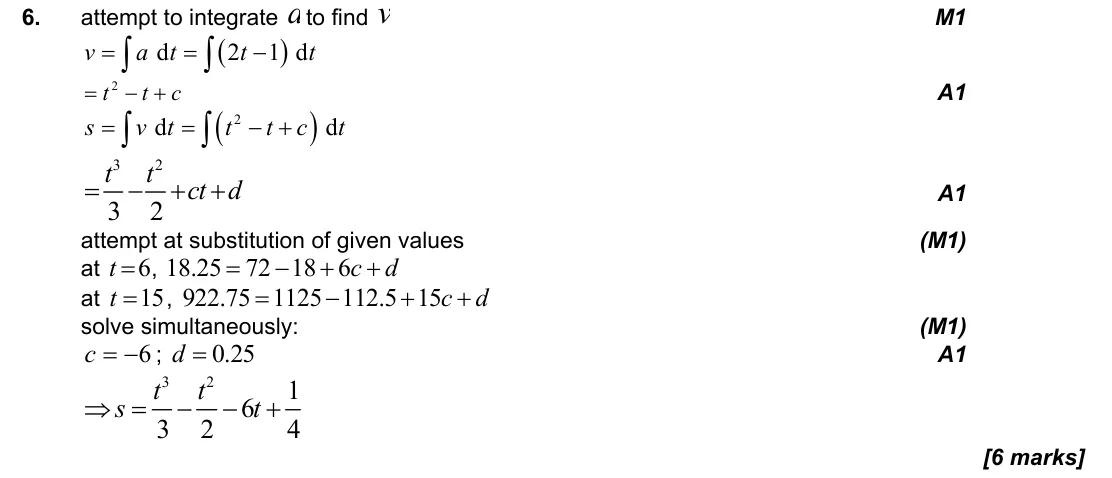 6. attempt to integrate a to find v M1
v = ∫ a dt = ∫(2t − 1) dt
= t² − t + c A1
s = ∫ v dt = ∫(t² − t + c) dt
= t³/3 − t²/2 + ct + d A1
attempt at substitution of given values (M1)
at t = 6, 18.25 = 72 − 18 + 6c + d
at t = 15, 922.75 = 1125 − 112.5 + 15c + d
solve simultaneously: (M1)
c = −6; d = 0.25 A1
⇒ s = t³/3 − t²/2 − 6t + 1/4
[6 marks]